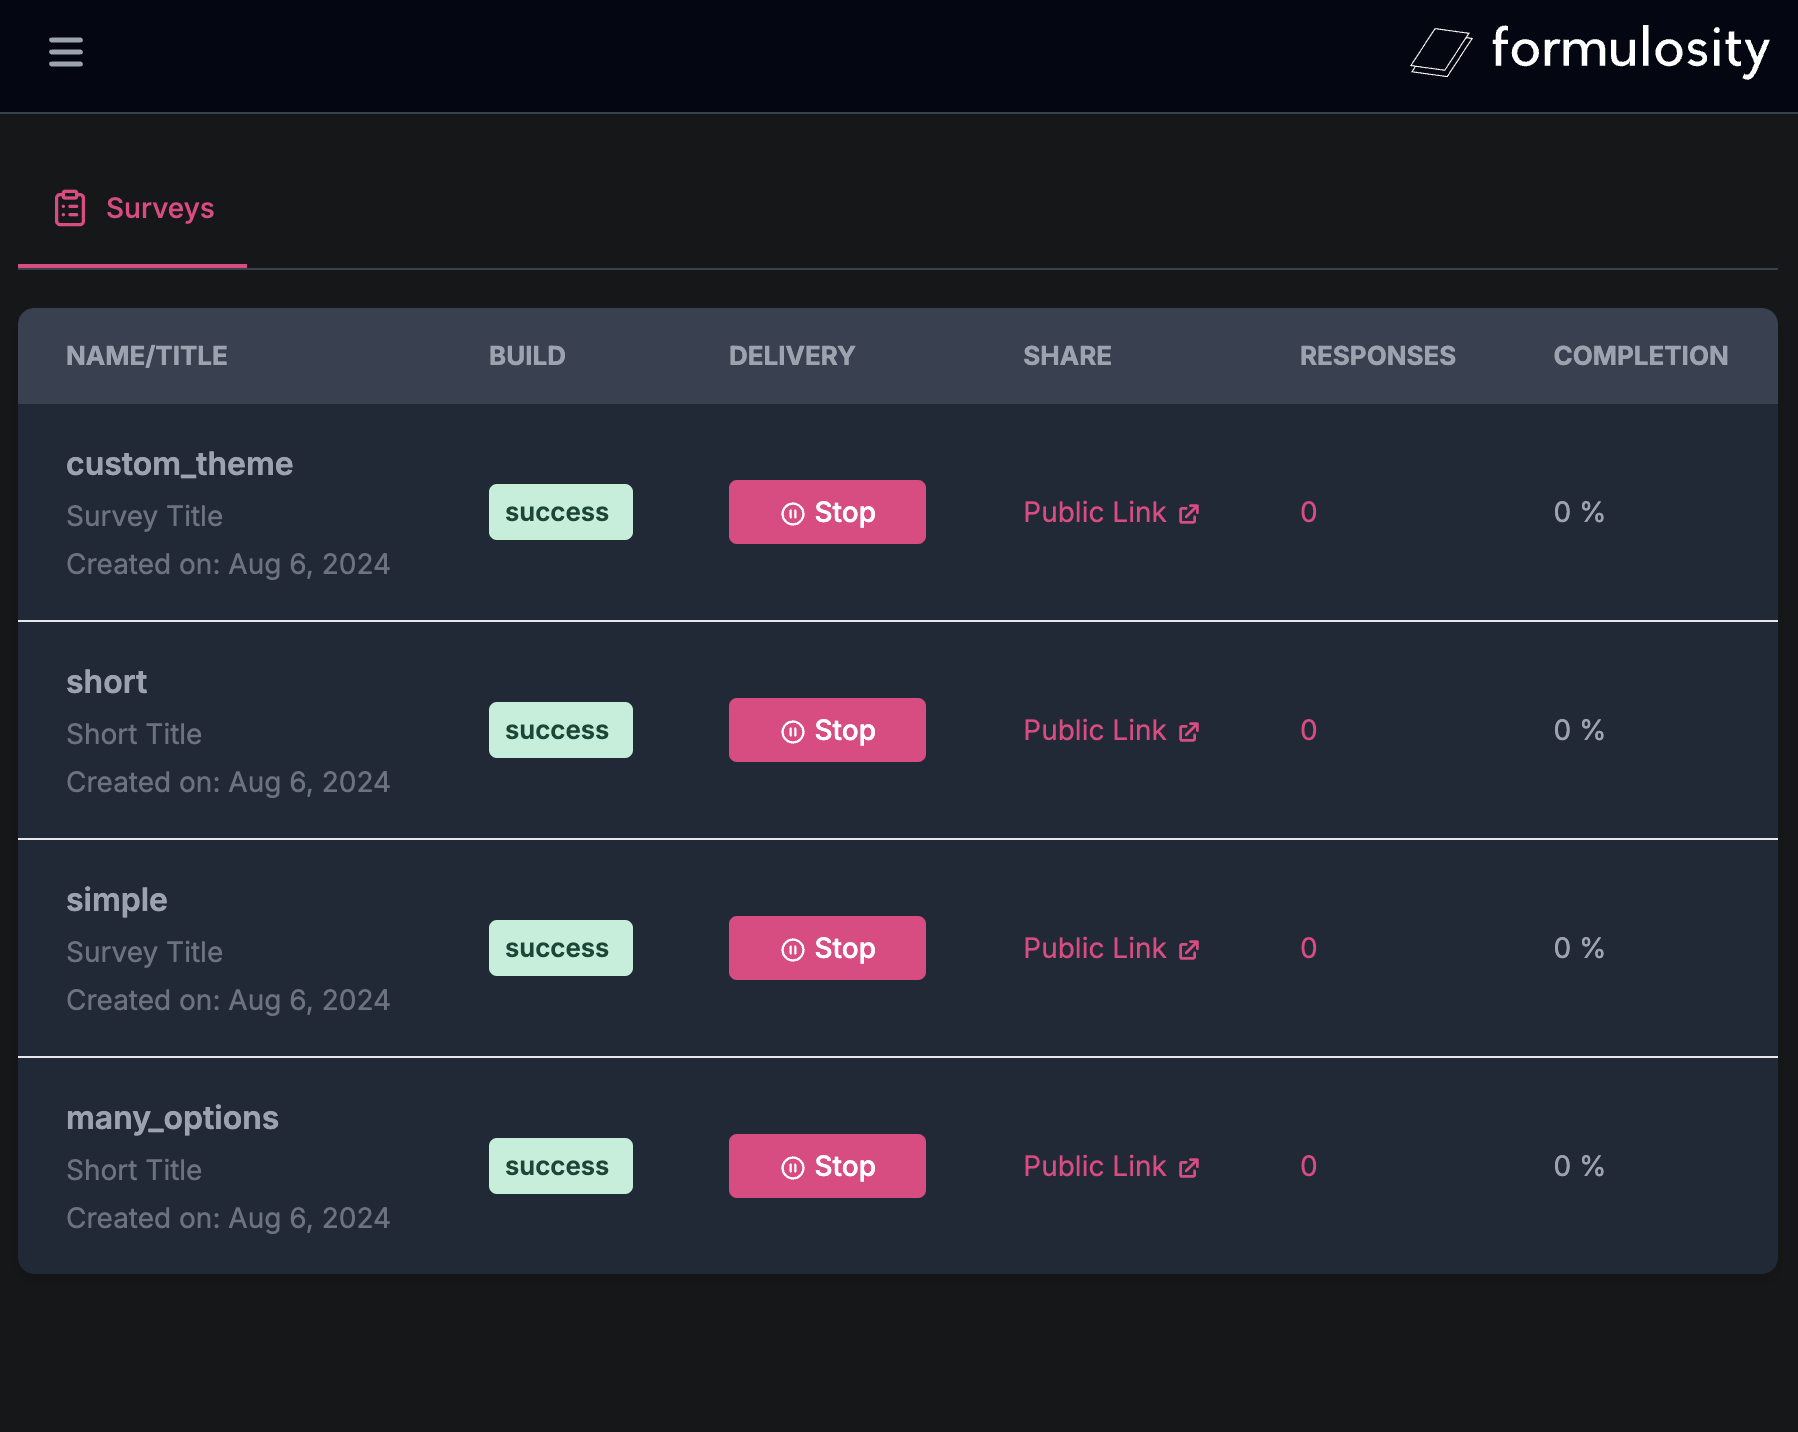 formulosity
Surveys
NAME/TITLE BUILD DELIVERY SHARE RESPONSES COMPLETION
custom_theme
Survey Title
Created on: Aug 6, 2024
success Stop Public Link 0 0 %
short
Short Title
Created on: Aug 6, 2024
success Stop Public Link 0 0 %
simple
Survey Title
Created on: Aug 6, 2024
success Stop Public Link 0 0 %
many_options
Short Title
Created on: Aug 6, 2024
success Stop Public Link 0 0 %